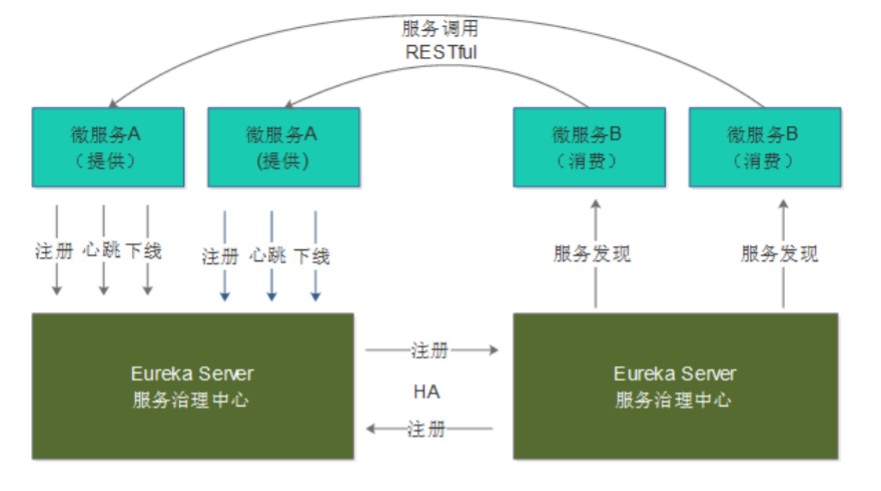 服务调用
RESTful
微服务A
（提供）
微服务A
(提供)
微服务B
（消费）
微服务B
（消费）
注册 心跳 下线
注册 心跳 下线
服务发现
服务发现
Eureka Server
服务治理中心
注册
HA
注册
Eureka Server
服务治理中心